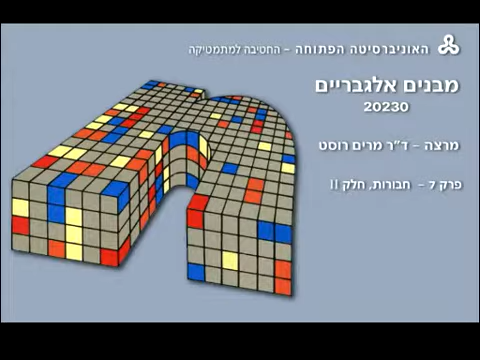 האוניברסיטה הפתוחה – החטיבה למתמטיקה
מבנים אלגבריים
20230
מרצה – ד"ר מרים רוסט
פרק 7 – חבורות, חלק II